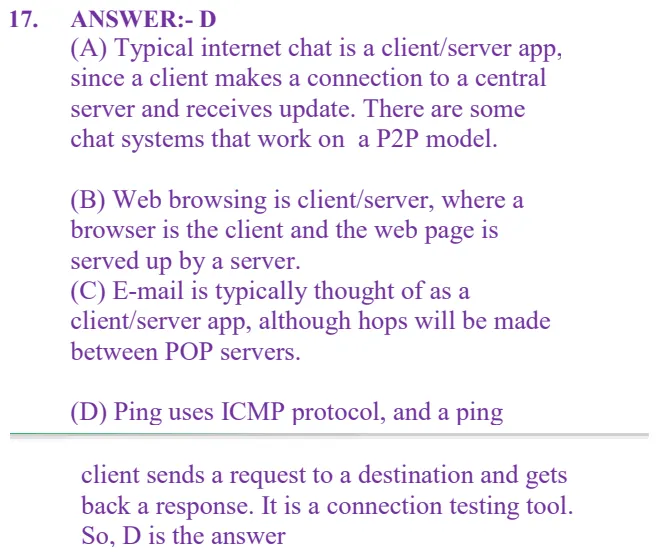 17. ANSWER:- D
(A) Typical internet chat is a client/server app,
since a client makes a connection to a central
server and receives update. There are some
chat systems that work on  a P2P model.
(B) Web browsing is client/server, where a
browser is the client and the web page is
served up by a server.
(C) E-mail is typically thought of as a
client/server app, although hops will be made
between POP servers.
(D) Ping uses ICMP protocol, and a ping
client sends a request to a destination and gets
back a response. It is a connection testing tool.
So, D is the answer